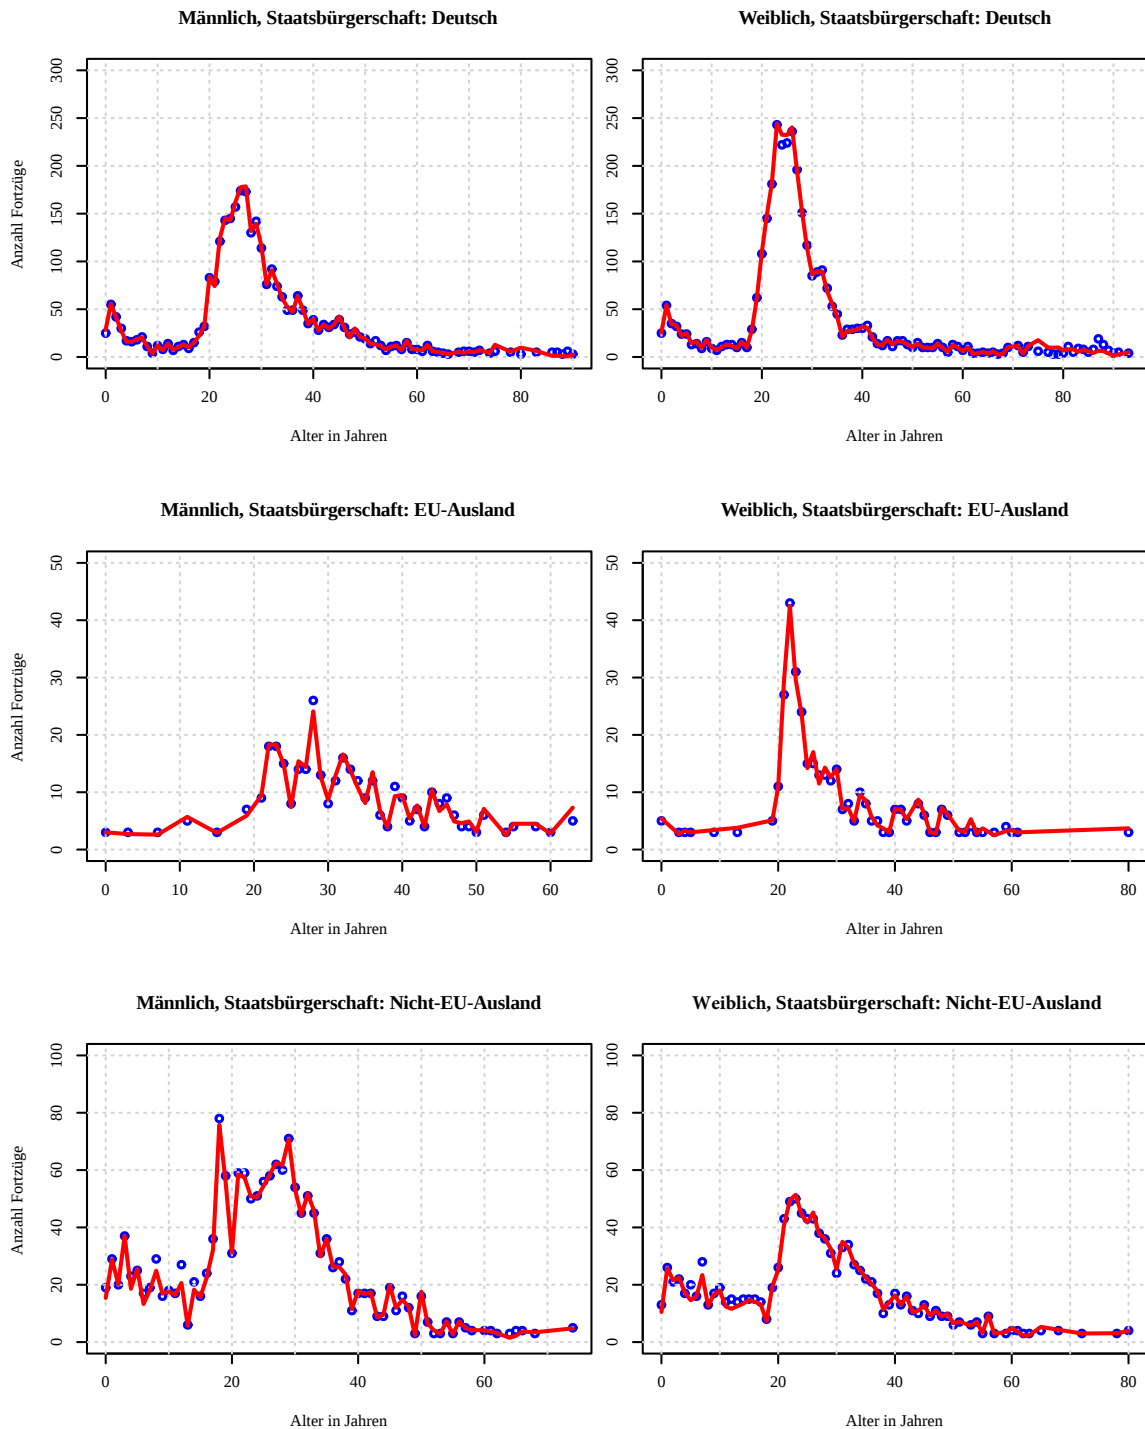 Männlich, Staatsbürgerschaft: Deutsch
Anzahl Fortzüge
0 50 100 150 200 250 300
0 20 40 60 80
Alter in Jahren
Weiblich, Staatsbürgerschaft: Deutsch
0 50 100 150 200 250 300
0 20 40 60 80
Alter in Jahren
Männlich, Staatsbürgerschaft: EU-Ausland
Anzahl Fortzüge
0 10 20 30 40 50
0 10 20 30 40 50 60
Alter in Jahren
Weiblich, Staatsbürgerschaft: EU-Ausland
0 10 20 30 40 50
0 20 40 60 80
Alter in Jahren
Männlich, Staatsbürgerschaft: Nicht-EU-Ausland
Anzahl Fortzüge
0 20 40 60 80 100
0 20 40 60
Alter in Jahren
Weiblich, Staatsbürgerschaft: Nicht-EU-Ausland
0 20 40 60 80 100
0 20 40 60 80
Alter in Jahren